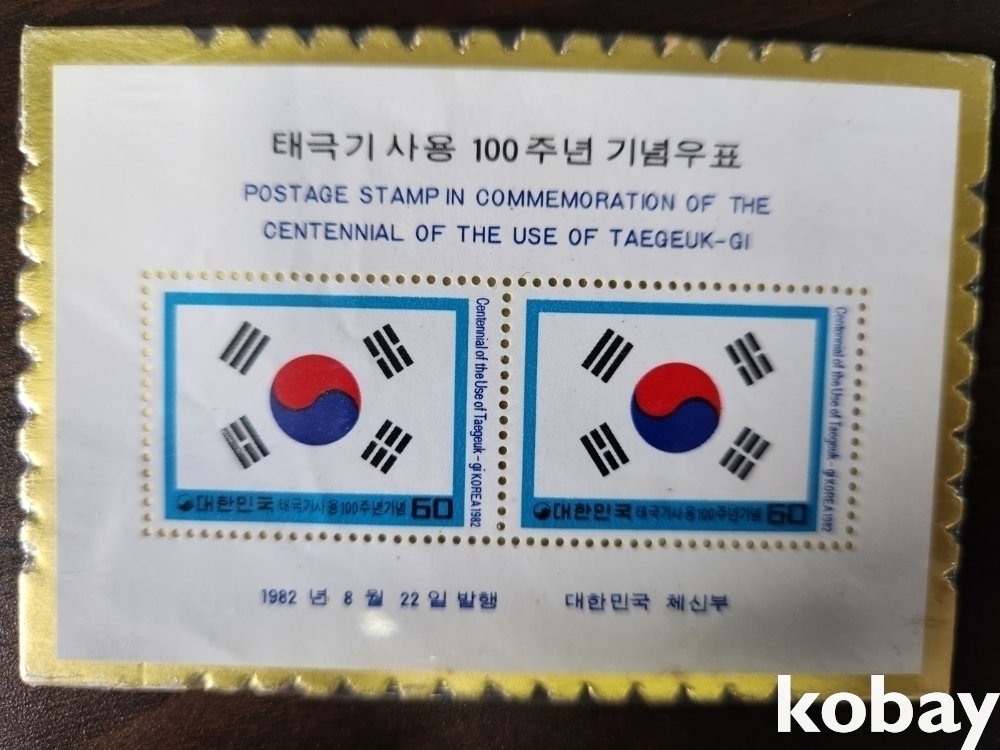 태극기 사용 100주년 기념우표
POSTAGE STAMP IN COMMEMORATION OF THE
CENTENNIAL OF THE USE OF TAEGEUK-GI
Centennial of the Use of Taegeuk-gi KOREA 1982
대한민국 태극기사용100주년기념 60
Centennial of the Use of Taegeuk-gi KOREA 1982
대한민국 태극기사용100주년기념 60
1982 년 8 월 22 일 발행 대한민국 체신부
kobay